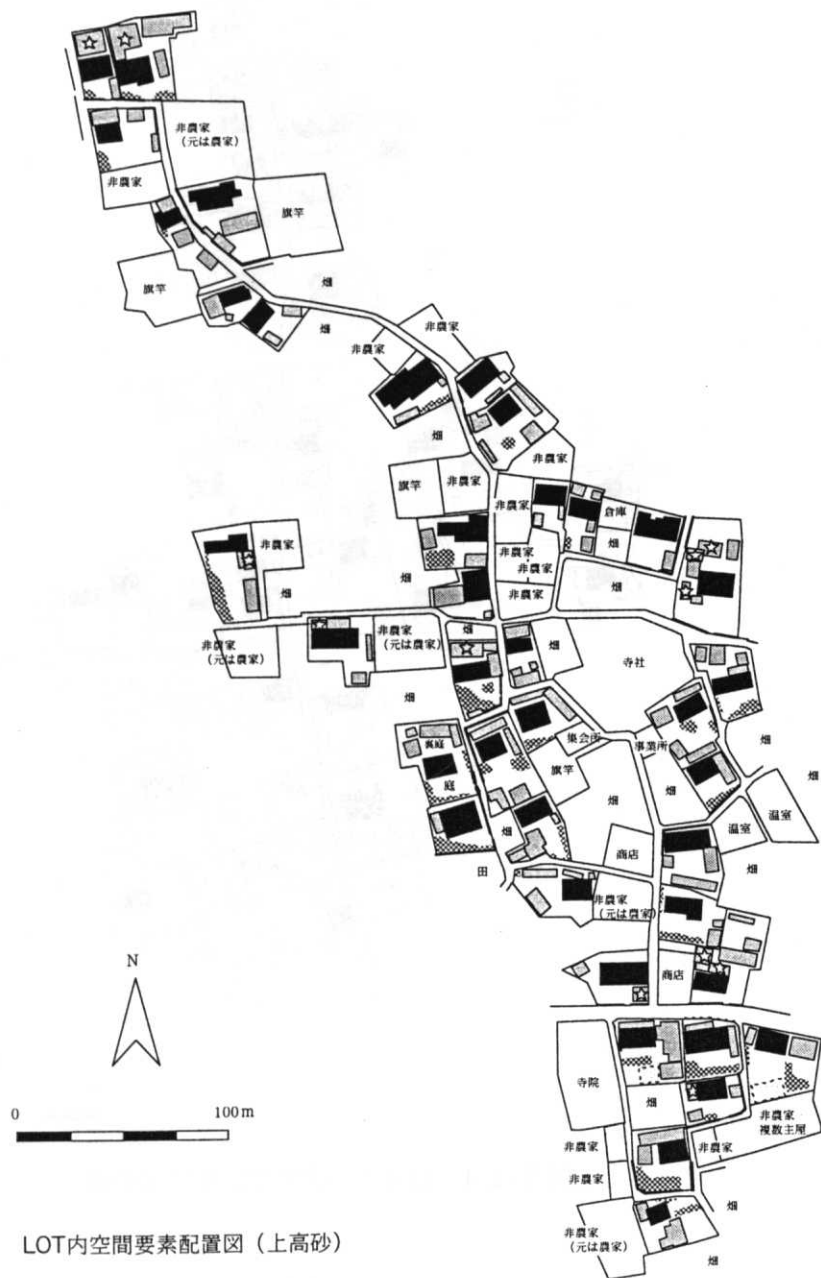 非農家
（元は農家）
非農家
旗竿
旗竿
畑
畑
非農家
非農家
畑
非農家
旗竿
非農家
非農家
倉庫
畑
非農家
非農家
非農家
畑
非農家
畑
畑
非農家
（元は農家）
非農家
（元は農家）
畑
畑
寺社
畑
裏庭
庭
集会所
旗竿
事業所
畑
畑
畑
畑
畑
温室
温室
商店
畑
田
非農家
（元は農家）
商店
N
0
100m
寺院
畑
非農家
複数主屋
非農家
非農家
非農家
畑
非農家
（元は農家）
畑
LOT内空間要素配置図（上高砂）